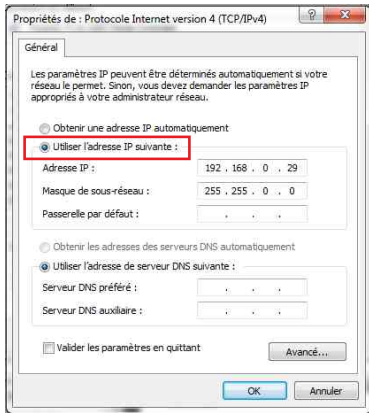 Propriétés de : Protocole Internet version 4 (TCP/IPv4)
Général
Les paramètres IP peuvent être déterminés automatiquement si votre
réseau le permet. Sinon, vous devez demander les paramètres IP
appropriés à votre administrateur réseau.
Obtenir une adresse IP automatiquement
Utiliser l'adresse IP suivante :
Adresse IP : 192 . 168 . 0 . 29
Masque de sous-réseau : 255 . 255 . 0 . 0
Passerelle par défaut : . . .
Obtenir les adresses des serveurs DNS automatiquement
Utiliser l'adresse de serveur DNS suivante :
Serveur DNS préféré : . . .
Serveur DNS auxiliaire : . . .
Valider les paramètres en quittant
Avancé...
OK Annuler